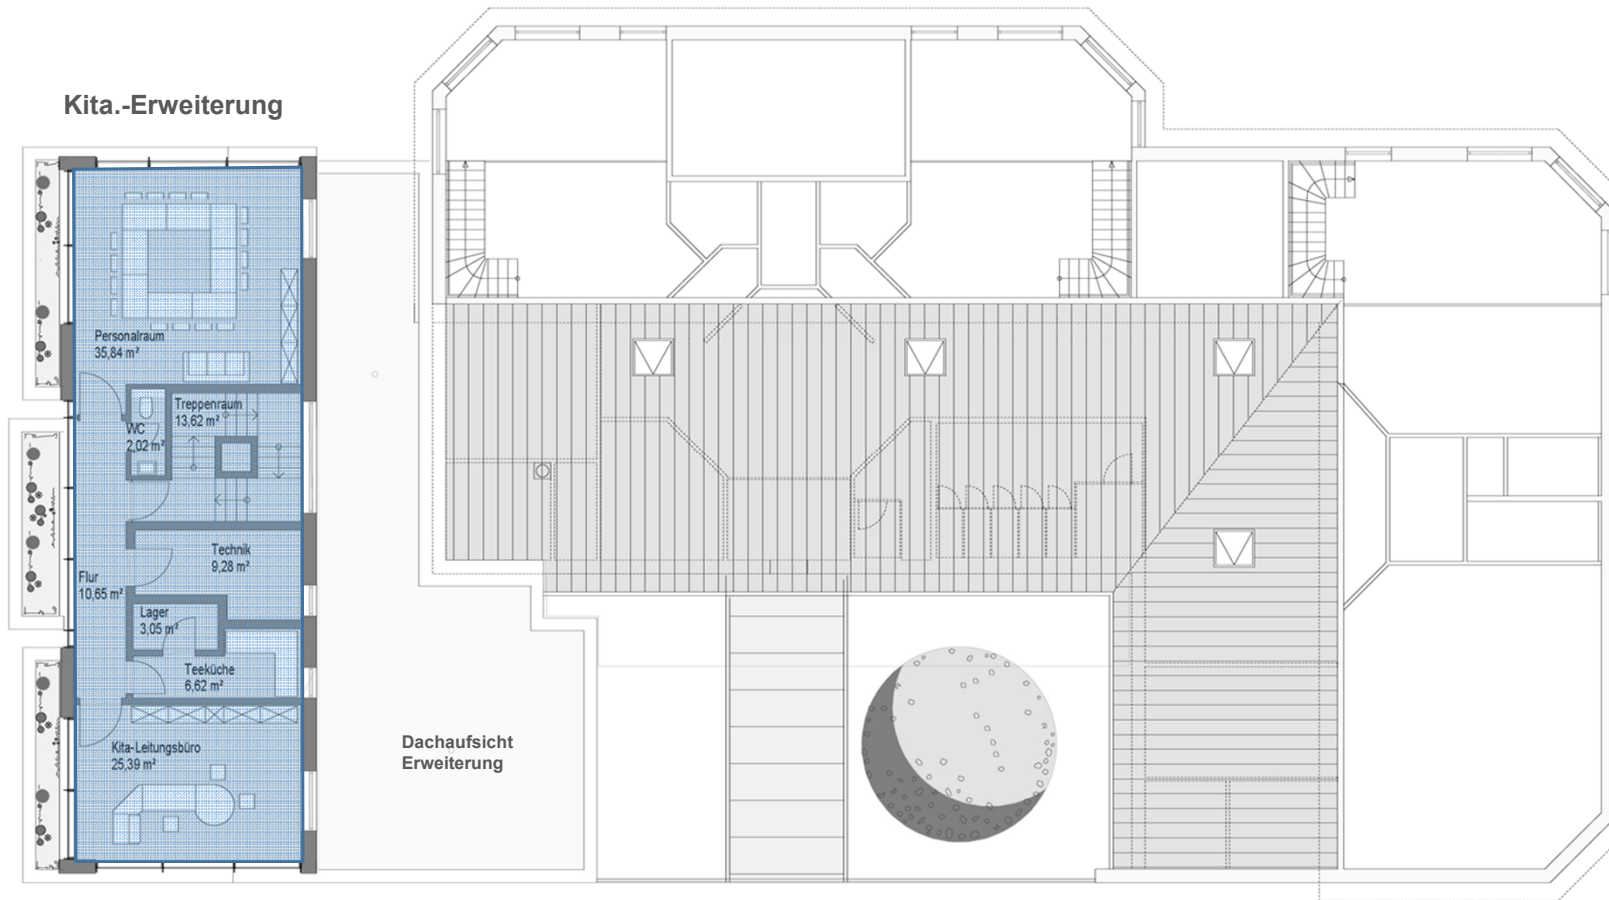 Kita.-Erweiterung
Personalraum
35,84 m²
Treppenraum
13,62 m²
WC
2,02 m²
Technik
9,28 m²
Flur
10,65 m²
Lager
3,05 m²
Teeküche
6,62 m²
Kita-Leitungsbüro
25,39 m²
Dachaufsicht
Erweiterung